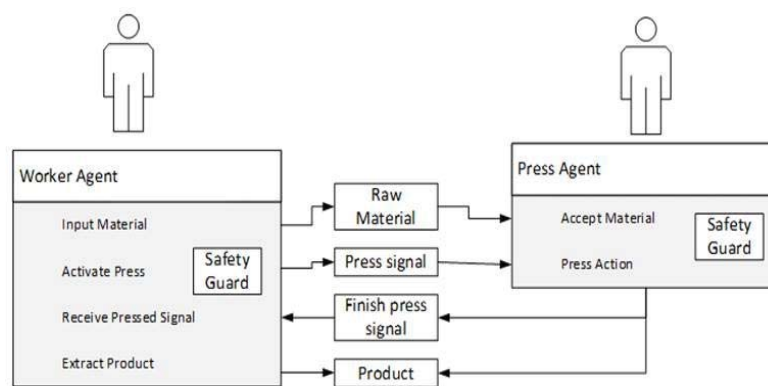 Worker Agent
Input Material
Activate Press
Safety
Guard
Receive Pressed Signal
Extract Product
Raw
Material
Press signal
Finish press
signal
Product
Press Agent
Accept Material
Press Action
Safety
Guard